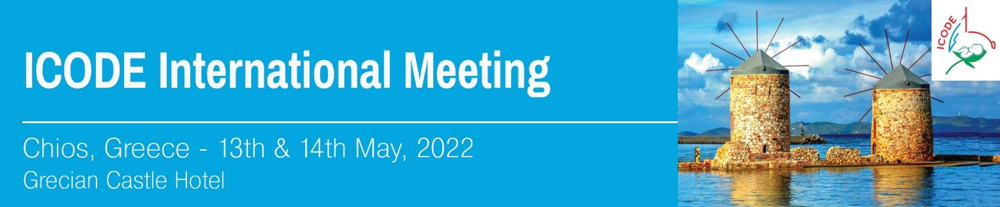 ICODE International Meeting
Chios, Greece - 13th & 14th May, 2022
Grecian Castle Hotel
ICODE